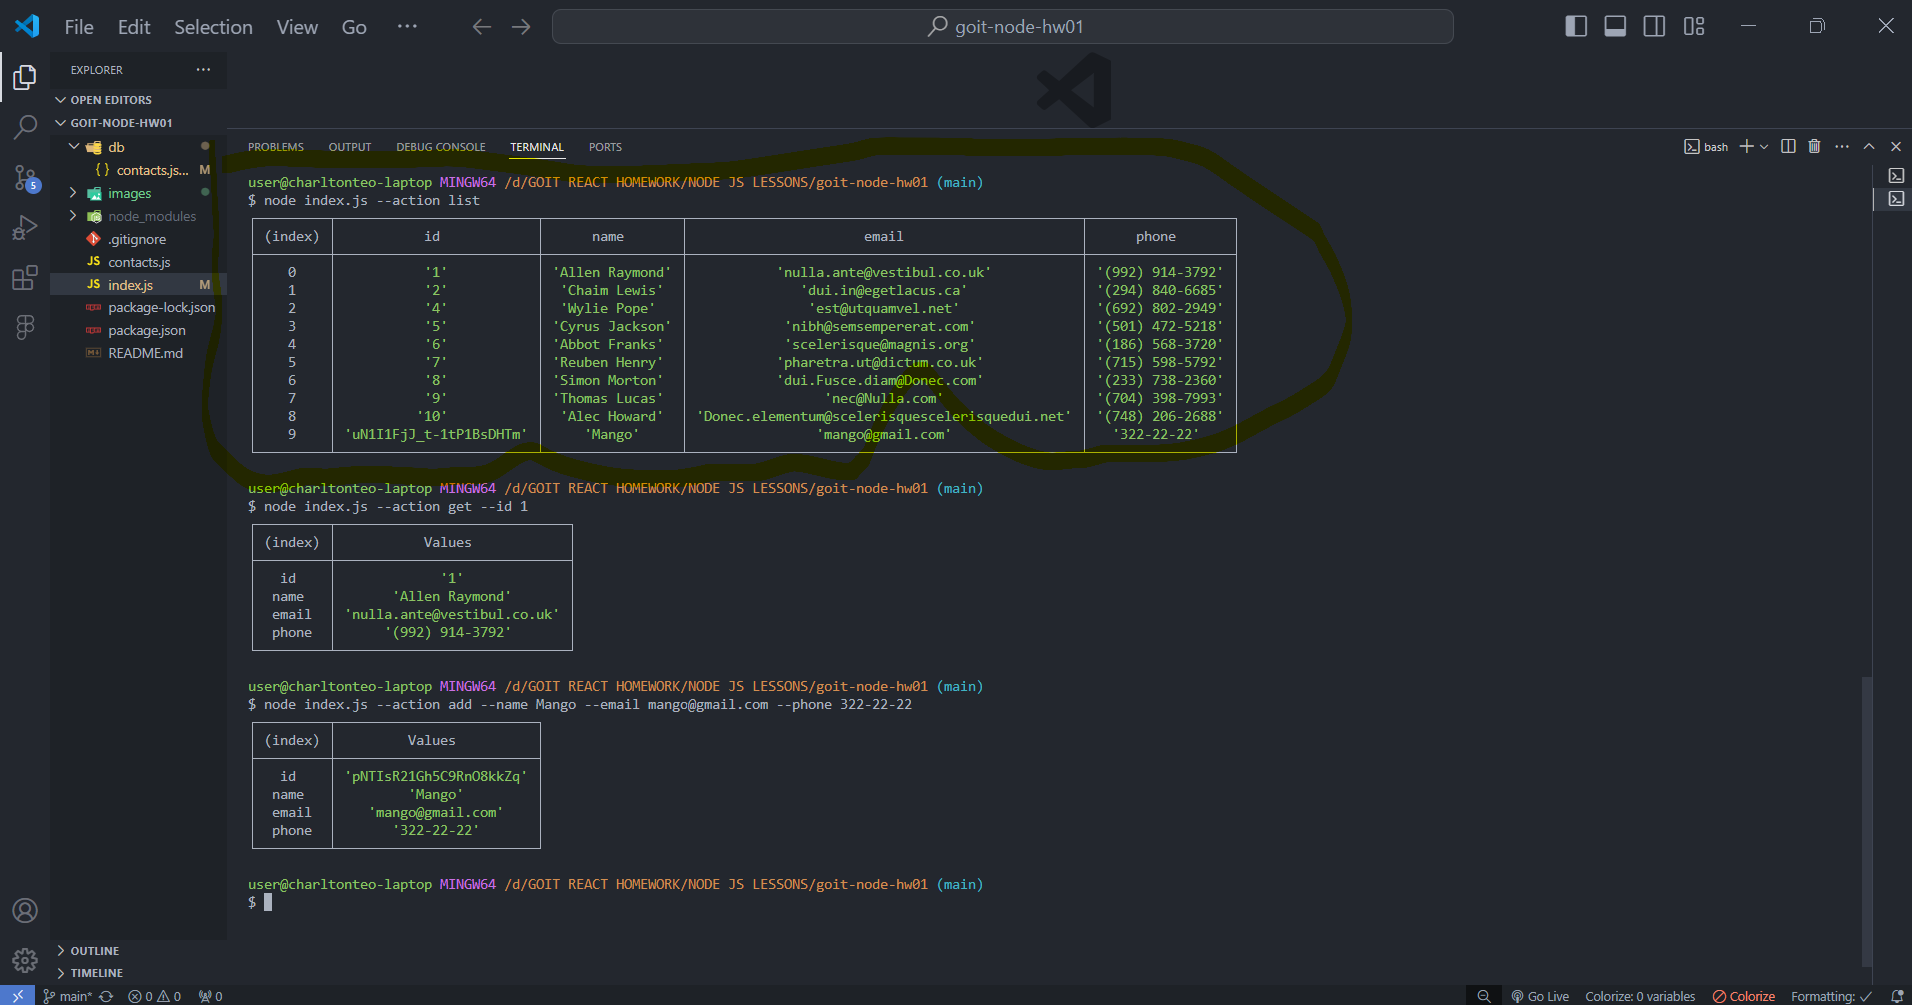 File Edit Selection View Go ··· goit-node-hw01
EXPLORER ···
OPEN EDITORS
GOIT-NODE-HW01
db
contacts.js... M
images
node_modules
.gitignore
JS contacts.js
JS index.js M
package-lock.json
package.json
README.md
OUTLINE
TIMELINE
5
PROBLEMS OUTPUT DEBUG CONSOLE TERMINAL PORTS bash
user@charltonteo-laptop MINGW64 /d/GOIT REACT HOMEWORK/NODE JS LESSONS/goit-node-hw01 (main)
$ node index.js --action list
(index) id name email phone
0 '1' 'Allen Raymond' 'nulla.ante@vestibul.co.uk' '(992) 914-3792'
1 '2' 'Chaim Lewis' 'dui.in@egetlacus.ca' '(294) 840-6685'
2 '4' 'Wylie Pope' 'est@utquamvel.net' '(692) 802-2949'
3 '5' 'Cyrus Jackson' 'nibh@semsempererat.com' '(501) 472-5218'
4 '6' 'Abbot Franks' 'scelerisque@magnis.org' '(186) 568-3720'
5 '7' 'Reuben Henry' 'pharetra.ut@dictum.co.uk' '(715) 598-5792'
6 '8' 'Simon Morton' 'dui.Fusce.diam@Donec.com' '(233) 738-2360'
7 '9' 'Thomas Lucas' 'nec@Nulla.com' '(704) 398-7993'
8 '10' 'Alec Howard' 'Donec.elementum@scelerisquescelerisquedui.net' '(748) 206-2688'
9 'uN1I1FjJ_t-1tP1BsDHTm' 'Mango' 'mango@gmail.com' '322-22-22'
user@charltonteo-laptop MINGW64 /d/GOIT REACT HOMEWORK/NODE JS LESSONS/goit-node-hw01 (main)
$ node index.js --action get --id 1
(index) Values
id '1'
name 'Allen Raymond'
email 'nulla.ante@vestibul.co.uk'
phone '(992) 914-3792'
user@charltonteo-laptop MINGW64 /d/GOIT REACT HOMEWORK/NODE JS LESSONS/goit-node-hw01 (main)
$ node index.js --action add --name Mango --email mango@gmail.com --phone 322-22-22
(index) Values
id 'pNTIsR21Gh5C9RnO8kkZq'
name 'Mango'
email 'mango@gmail.com'
phone '322-22-22'
user@charltonteo-laptop MINGW64 /d/GOIT REACT HOMEWORK/NODE JS LESSONS/goit-node-hw01 (main)
$
main* 0 0 0 Go Live Colorize: 0 variables Colorize Formatting: ✓